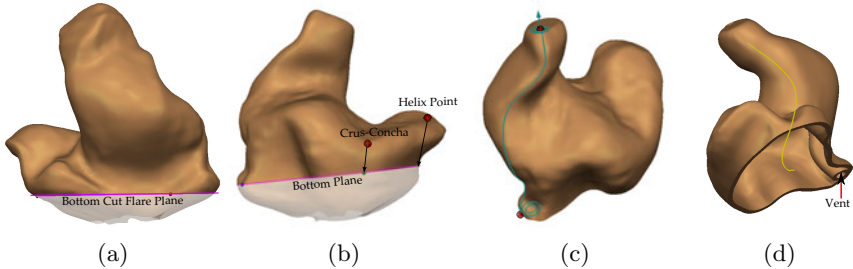 Bottom Cut Flare Plane
Helix Point
Crus-Concha
Bottom Plane
Vent
(a)
(b)
(c)
(d)